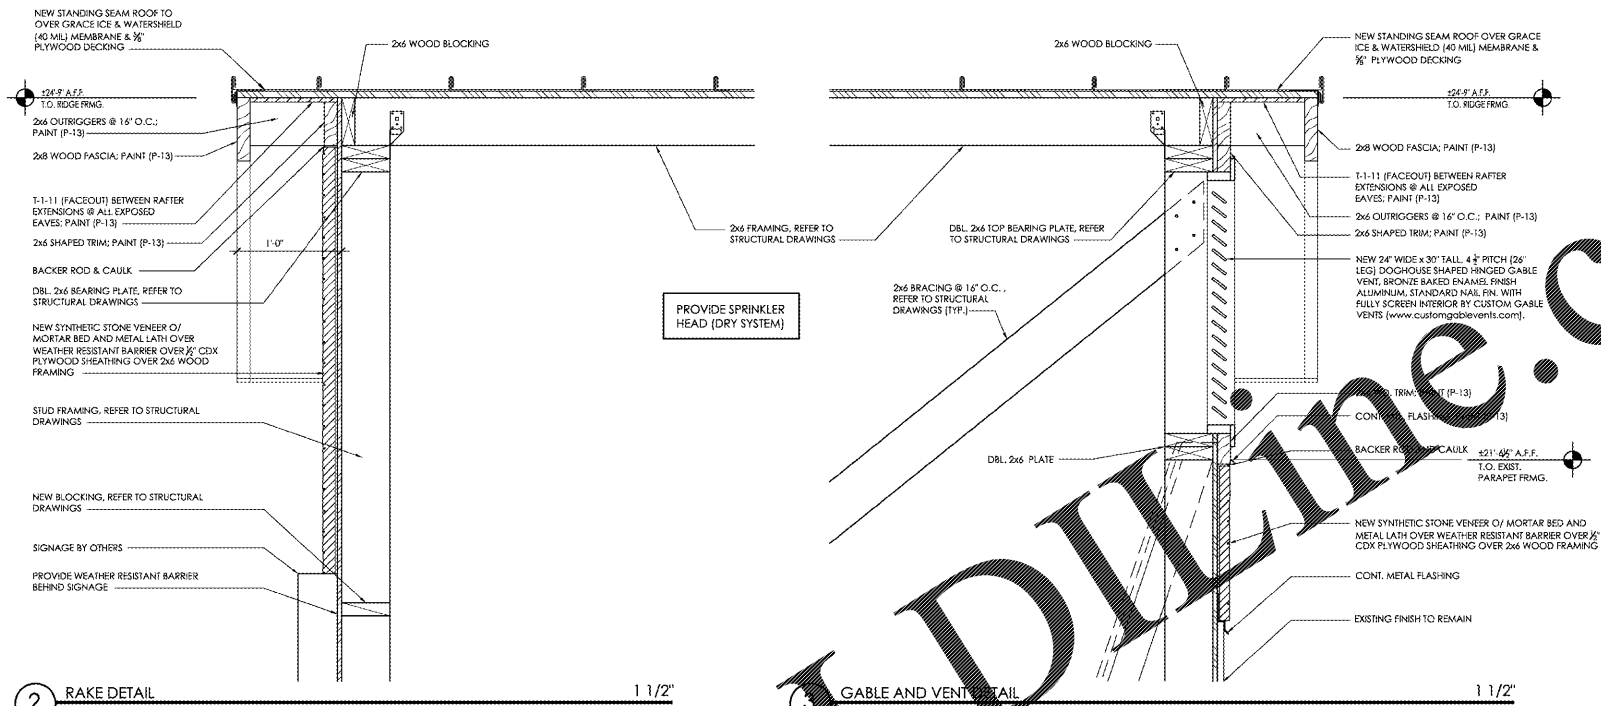 NEW STANDING SEAM ROOF TO
OVER GRACE ICE & WATERSHIELD
(40 MIL) MEMBRANE & ⅝"
PLYWOOD DECKING
2x6 WOOD BLOCKING
±24'-9" A.F.F.
T.O. RIDGE FRMG.
2x6 OUTRIGGERS @ 16" O.C.;
PAINT (P-13)
2x8 WOOD FASCIA; PAINT (P-13)
T-1-11 (FACEOUT) BETWEEN RAFTER
EXTENSIONS @ ALL EXPOSED
EAVES; PAINT (P-13)
2x6 SHAPED TRIM; PAINT (P-13)
1'-0"
BACKER ROD & CAULK
DBL. 2x6 BEARING PLATE, REFER TO
STRUCTURAL DRAWINGS
NEW SYNTHETIC STONE VENEER O/
MORTAR BED AND METAL LATH OVER
WEATHER RESISTANT BARRIER OVER ½" CDX
PLYWOOD SHEATHING OVER 2x6 WOOD
FRAMING
STUD FRAMING, REFER TO STRUCTURAL
DRAWINGS
NEW BLOCKING, REFER TO STRUCTURAL
DRAWINGS
SIGNAGE BY OTHERS
PROVIDE WEATHER RESISTANT BARRIER
BEHIND SIGNAGE
2x6 FRAMING, REFER TO
STRUCTURAL DRAWINGS
PROVIDE SPRINKLER
HEAD (DRY SYSTEM)
2 RAKE DETAIL 1 1/2"
2x6 WOOD BLOCKING
DBL. 2x6 TOP BEARING PLATE, REFER
TO STRUCTURAL DRAWINGS
2x6 BRACING @ 16" O.C.,
REFER TO STRUCTURAL
DRAWINGS (TYP.)
DBL. 2x6 PLATE
NEW STANDING SEAM ROOF OVER GRACE
ICE & WATERSHIELD (40 MIL) MEMBRANE &
⅝" PLYWOOD DECKING
±24'-9" A.F.F.
T.O. RIDGE FRMG.
2x8 WOOD FASCIA; PAINT (P-13)
T-1-11 (FACEOUT) BETWEEN RAFTER
EXTENSIONS @ ALL EXPOSED
EAVES; PAINT (P-13)
2x6 OUTRIGGERS @ 16" O.C.; PAINT (P-13)
2x6 SHAPED TRIM; PAINT (P-13)
NEW 24" WIDE x 30" TALL, 4 ½" PITCH (26"
LEG) DOGHOUSE SHAPED HINGED GABLE
VENT, BRONZE BAKED ENAMEL FINISH
ALUMINUM, STANDARD NAIL FIN, WITH
FULLY SCREEN INTERIOR BY CUSTOM GABLE
VENTS (www.customgablevents.com).
TRIM; PAINT (P-13)
FLASHING
BACKER ROD AND CAULK
±21'-6½" A.F.F.
T.O. EXIST.
PARAPET FRMG.
NEW SYNTHETIC STONE VENEER O/ MORTAR BED AND
METAL LATH OVER WEATHER RESISTANT BARRIER OVER ½"
CDX PLYWOOD SHEATHING OVER 2x6 WOOD FRAMING
CONT. METAL FLASHING
EXISTING FINISH TO REMAIN
3 GABLE AND VENT DETAIL 1 1/2"
DILine.c